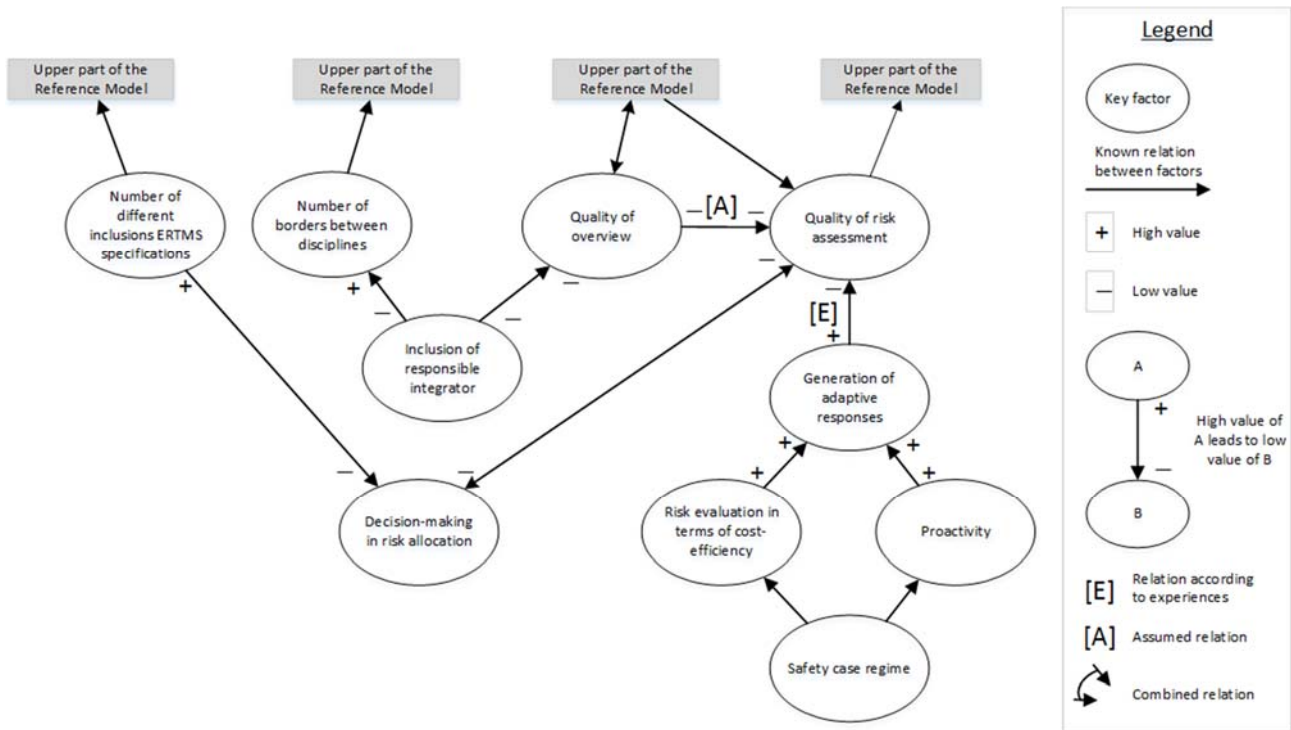 Upper part of the
Reference Model
Upper part of the
Reference Model
Upper part of the
Reference Model
Upper part of the
Reference Model
Number of
different
inclusions ERTMS
specifications
+
Number of
borders between
disciplines
+
Quality of
overview
—
— [A] —
Quality of risk
assessment
—
—
[E]
+
—
—
Inclusion of
responsible
integrator
Generation of
adaptive
responses
+
+
+
+
—
—
Decision-making
in risk allocation
Risk evaluation in
terms of cost-
efficiency
Proactivity
Safety case regime
Legend
Key factor
Known relation
between factors
+ High value
— Low value
A
+
High value of
A leads to low
value of B
—
B
[E] Relation according
to experiences
[A] Assumed relation
Combined relation